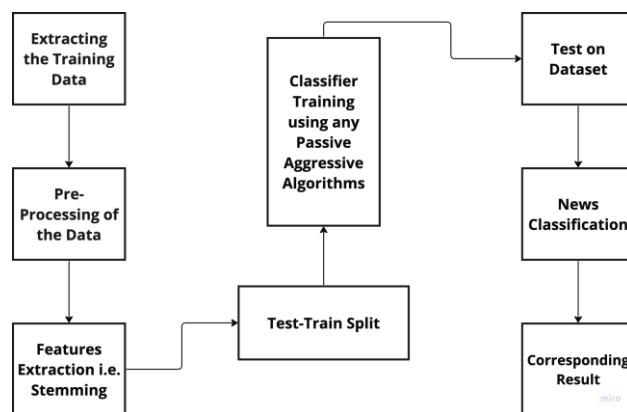 Extracting
the Training
Data
Pre-
Processing of
the Data
Features
Extraction i.e.
Stemming
Test-Train Split
Classifier
Training
using any
Passive
Aggressive
Algorithms
Test on
Dataset
News
Classification
Corresponding
Result
miro